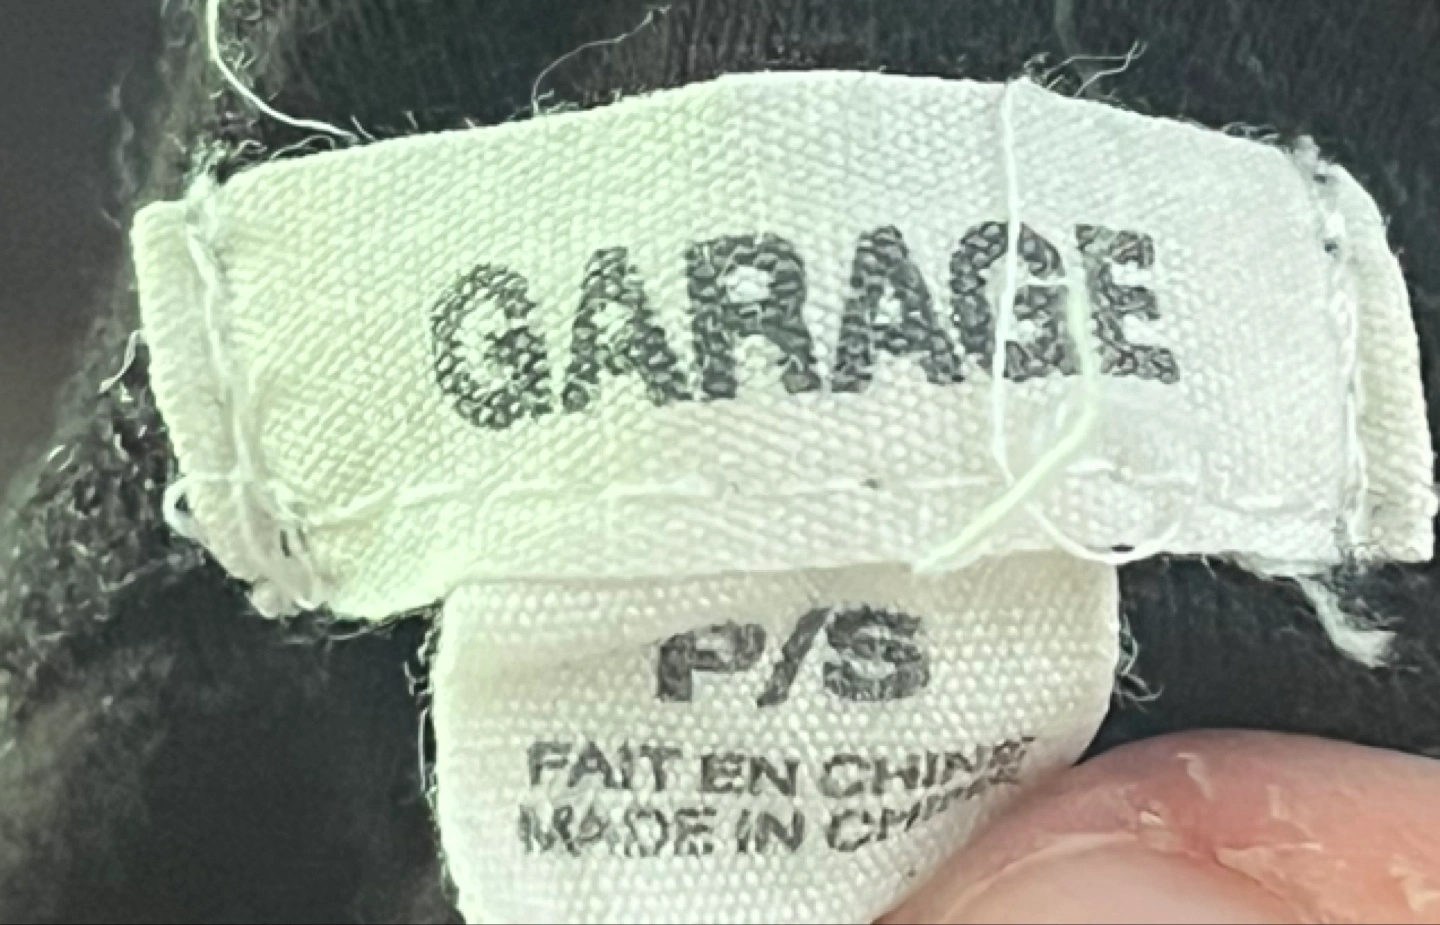 GARAGE
P/S
FAIT EN CHINE
MADE IN CHINA